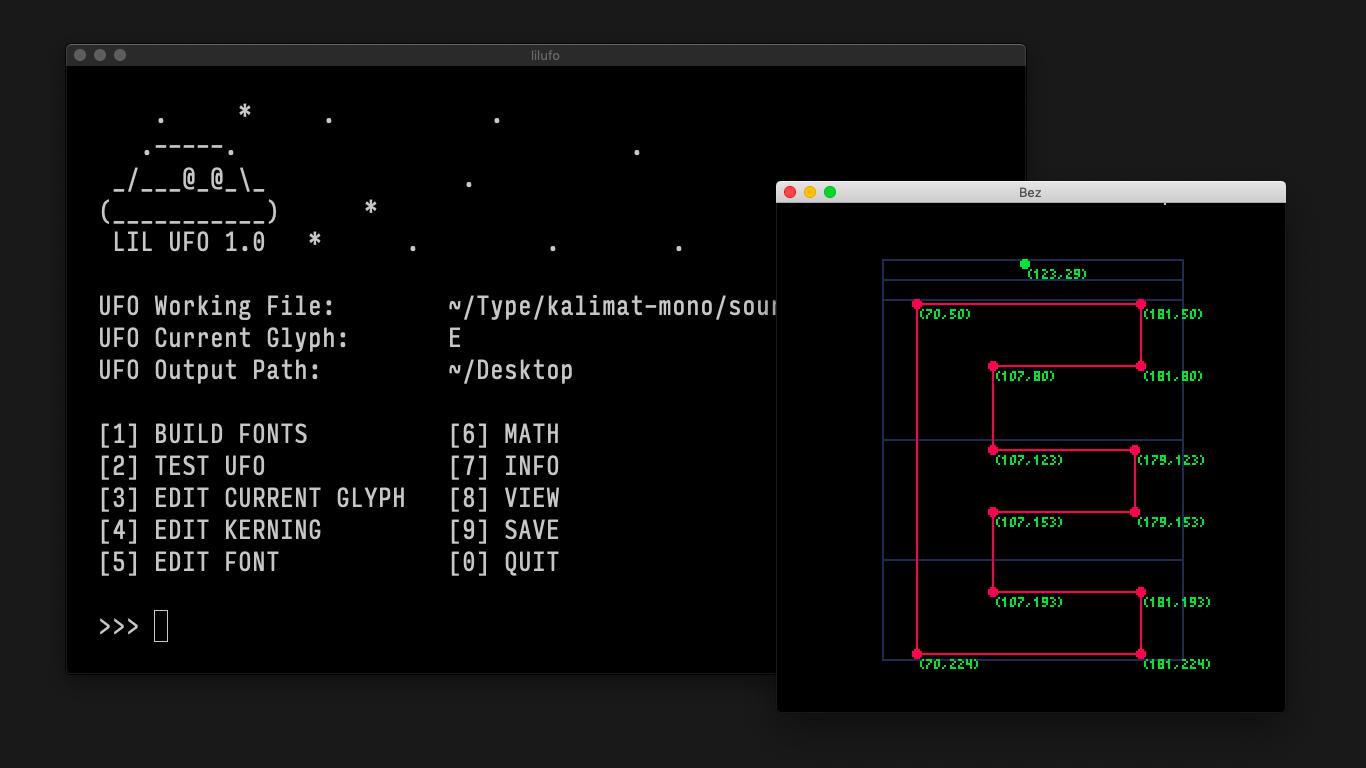 lilufo
.     *     .           .
.-----.                            .
_/___@_@_\_              .
(___________)      *
LIL UFO 1.0   *      .         .        .
UFO Working File:        ~/Type/kalimat-mono/sour
UFO Current Glyph:       E
UFO Output Path:         ~/Desktop
[1] BUILD FONTS          [6] MATH
[2] TEST UFO             [7] INFO
[3] EDIT CURRENT GLYPH   [8] VIEW
[4] EDIT KERNING         [9] SAVE
[5] EDIT FONT            [0] QUIT
>>>
Bez
(123,29)
(70,50) (181,50)
(107,80) (181,80)
(107,123) (179,123)
(107,153) (179,153)
(107,193) (181,193)
(70,224) (181,224)